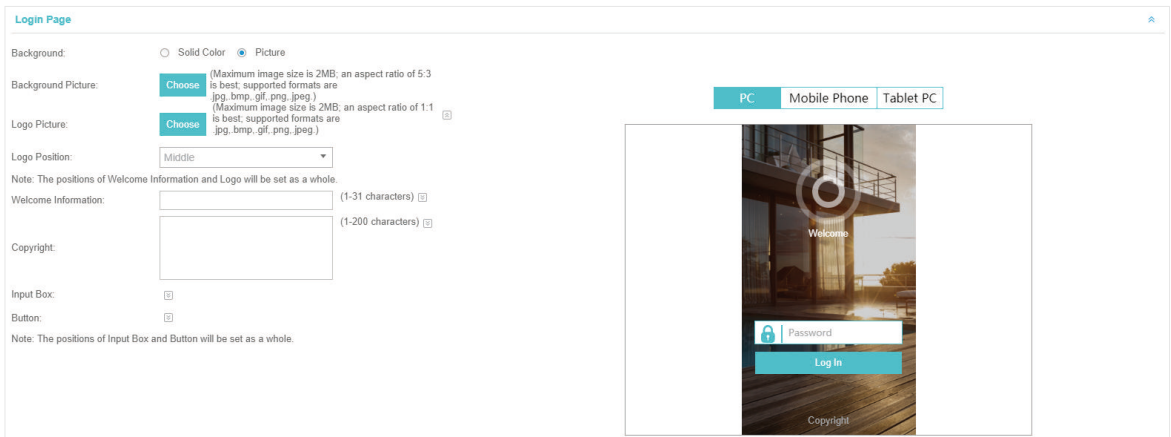 Login Page
Background:
Solid Color
Picture
Background Picture:
Choose
(Maximum image size is 2MB; an aspect ratio of 5:3
is best; supported formats are
.jpg,.bmp,.gif,.png,.jpeg.)
Logo Picture:
Choose
(Maximum image size is 2MB; an aspect ratio of 1:1
is best; supported formats are
.jpg,.bmp,.gif,.png,.jpeg.)
Logo Position:
Middle
Note: The positions of Welcome Information and Logo will be set as a whole.
Welcome Information:
(1-31 characters)
Copyright:
(1-200 characters)
Input Box:
Button:
Note: The positions of Input Box and Button will be set as a whole.
PC
Mobile Phone
Tablet PC
Welcome
Password
Log In
Copyright